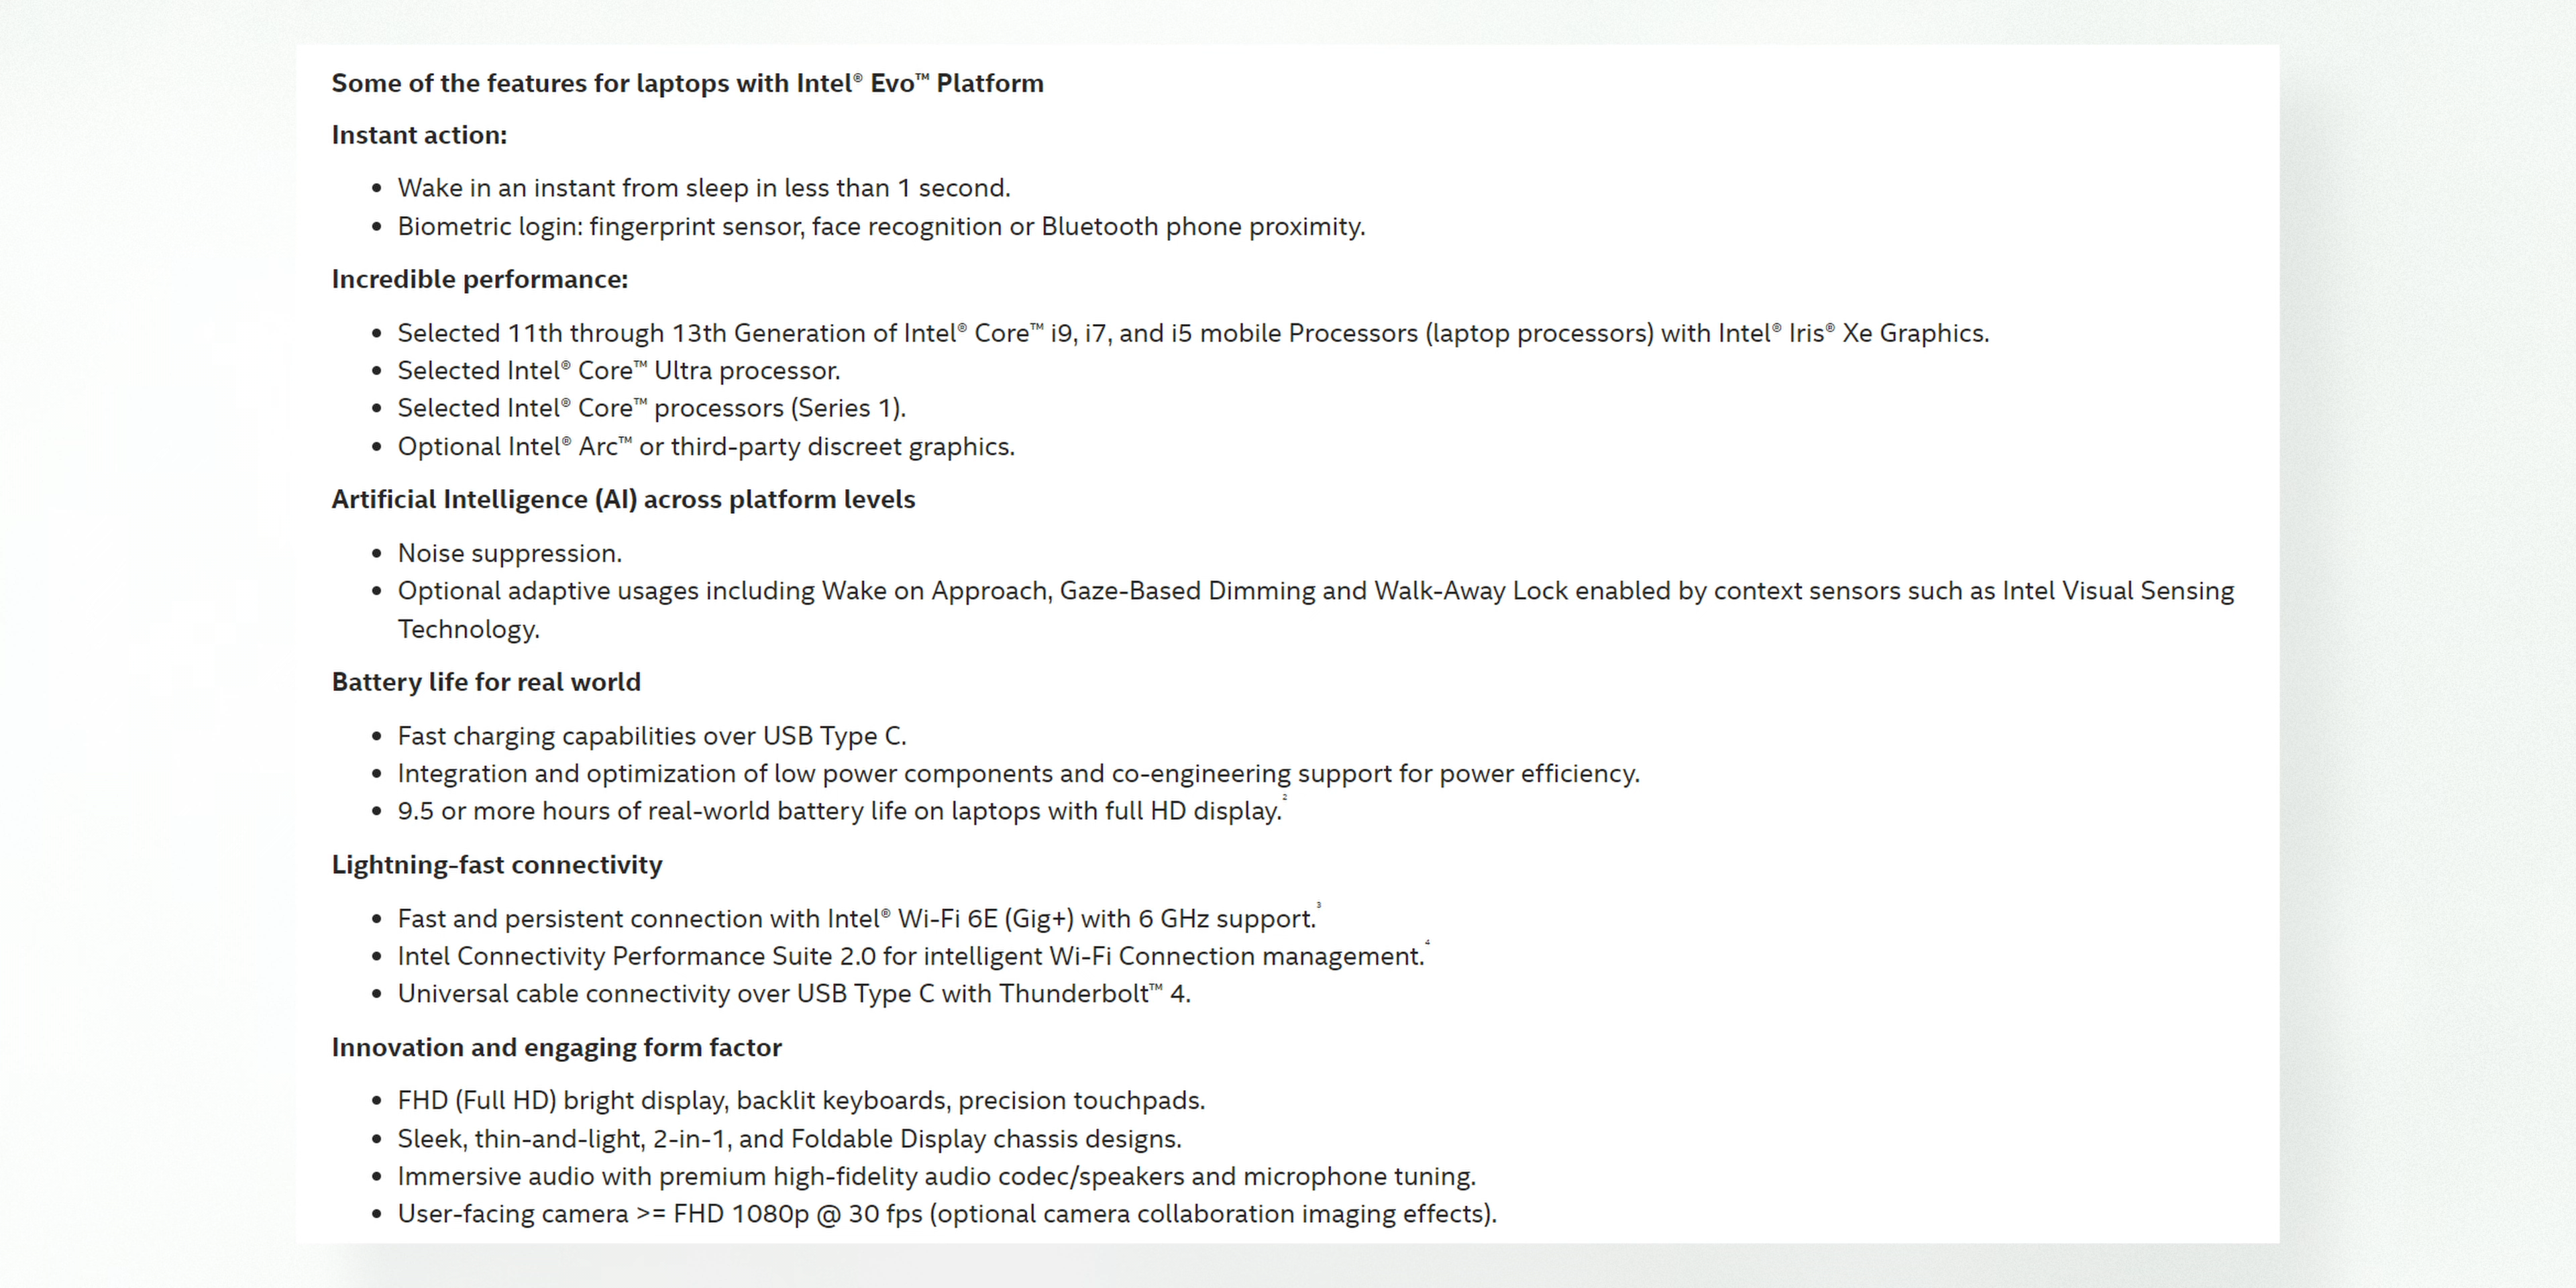 Some of the features for laptops with Intel® Evo™ Platform
Instant action:
• Wake in an instant from sleep in less than 1 second.
• Biometric login: fingerprint sensor, face recognition or Bluetooth phone proximity.
Incredible performance:
• Selected 11th through 13th Generation of Intel® Core™ i9, i7, and i5 mobile Processors (laptop processors) with Intel® Iris® Xe Graphics.
• Selected Intel® Core™ Ultra processor.
• Selected Intel® Core™ processors (Series 1).
• Optional Intel® Arc™ or third-party discreet graphics.
Artificial Intelligence (AI) across platform levels
• Noise suppression.
• Optional adaptive usages including Wake on Approach, Gaze-Based Dimming and Walk-Away Lock enabled by context sensors such as Intel Visual Sensing
Technology.
Battery life for real world
• Fast charging capabilities over USB Type C.
• Integration and optimization of low power components and co-engineering support for power efficiency.
• 9.5 or more hours of real-world battery life on laptops with full HD display.²
Lightning-fast connectivity
• Fast and persistent connection with Intel® Wi-Fi 6E (Gig+) with 6 GHz support.³
• Intel Connectivity Performance Suite 2.0 for intelligent Wi-Fi Connection management.⁴
• Universal cable connectivity over USB Type C with Thunderbolt™ 4.
Innovation and engaging form factor
• FHD (Full HD) bright display, backlit keyboards, precision touchpads.
• Sleek, thin-and-light, 2-in-1, and Foldable Display chassis designs.
• Immersive audio with premium high-fidelity audio codec/speakers and microphone tuning.
• User-facing camera >= FHD 1080p @ 30 fps (optional camera collaboration imaging effects).